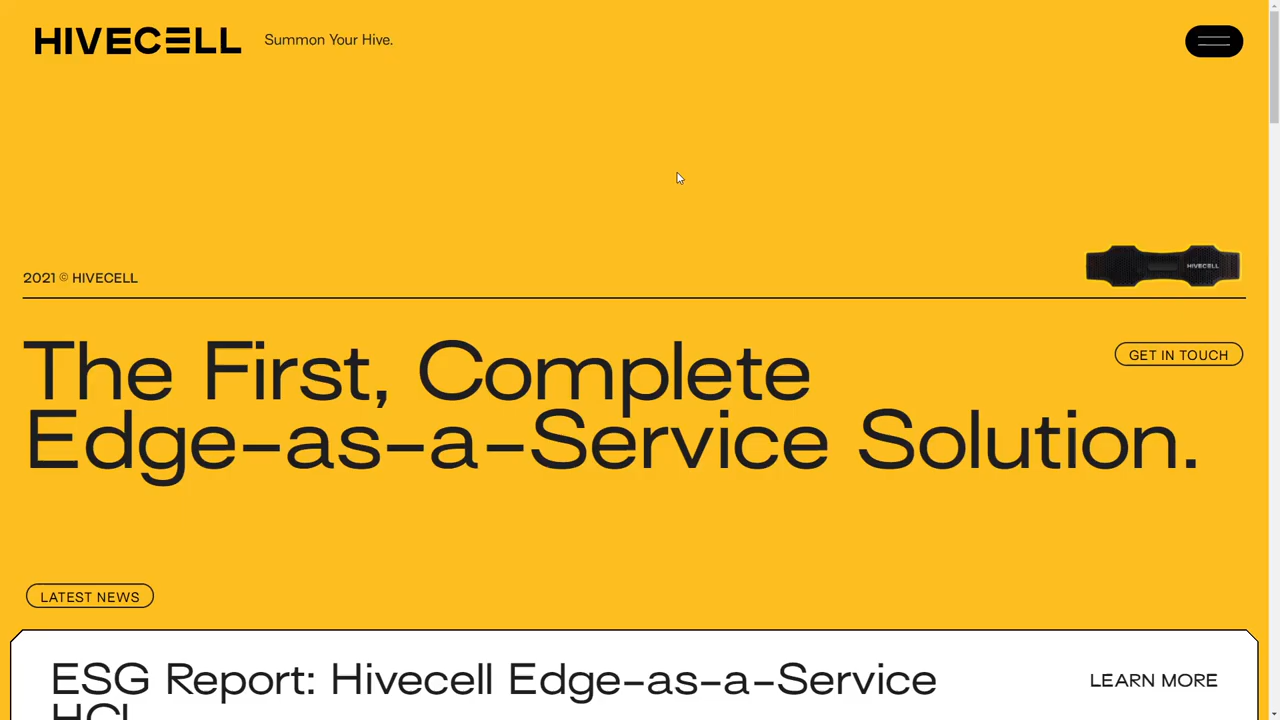 HIVECELL
Summon Your Hive.
2021 © HIVECELL
HIVECELL
The First, Complete
Edge-as-a-Service Solution.
GET IN TOUCH
LATEST NEWS
ESG Report: Hivecell Edge-as-a-Service
HCI
LEARN MORE